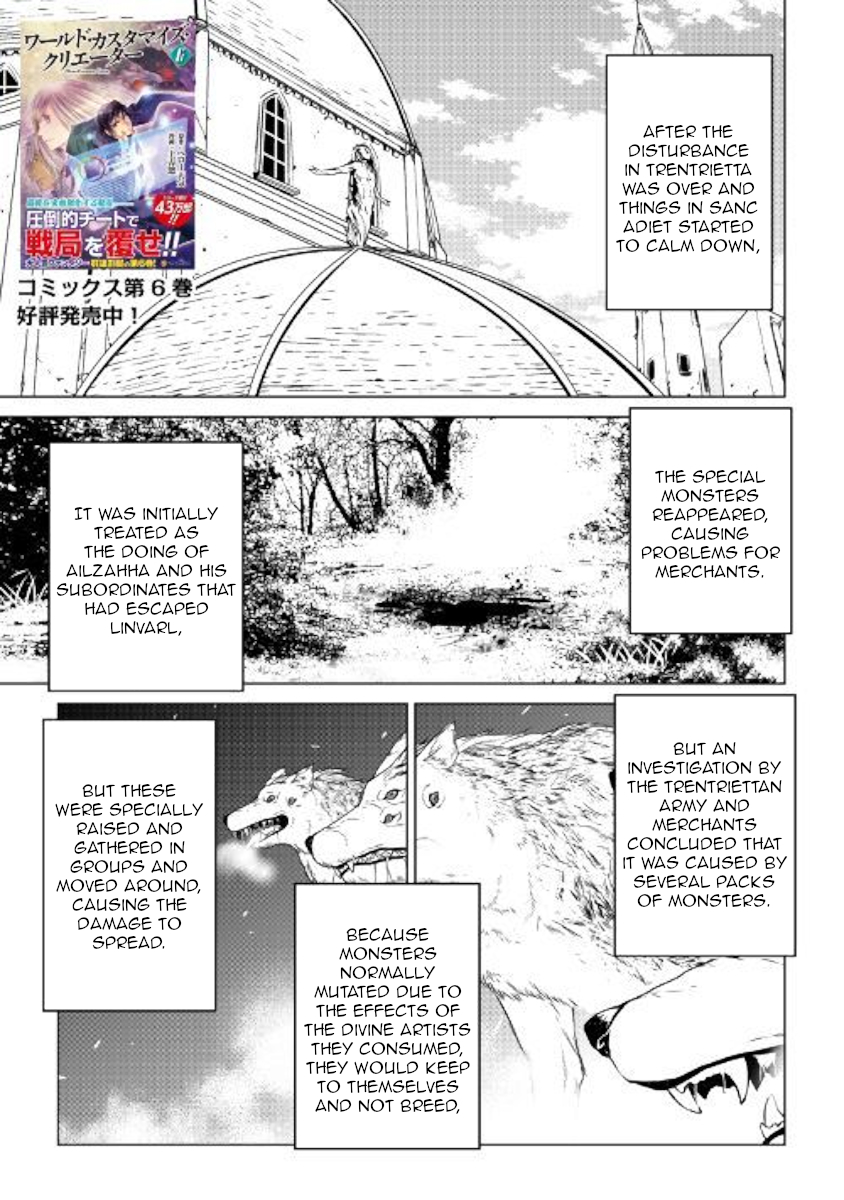 ワールド・カスタマイズ・
クリエーター
6
43万部!!
圧倒的チートで
戦局を覆せ!!
コミックス第6巻
好評発売中！
AFTER THE
DISTURBANCE
IN TRENTRIETTA
WAS OVER AND
THINGS IN SANC
ADIET STARTED
TO CALM DOWN,
THE SPECIAL
MONSTERS
REAPPEARED,
CAUSING
PROBLEMS FOR
MERCHANTS.
IT WAS INITIALLY
TREATED AS
THE DOING OF
AILZAHHA AND HIS
SUBORDINATES THAT
HAD ESCAPED
LINVARL,
BUT AN
INVESTIGATION BY
THE TRENTRIETTAN
ARMY AND
MERCHANTS
CONCLUDED THAT
IT WAS CAUSED BY
SEVERAL PACKS
OF MONSTERS.
BECAUSE
MONSTERS
NORMALLY
MUTATED DUE TO
THE EFFECTS OF
THE DIVINE ARTISTS
THEY CONSUMED,
THEY WOULD KEEP
TO THEMSELVES
AND NOT BREED,
BUT THESE
WERE SPECIALLY
RAISED AND
GATHERED IN
GROUPS AND
MOVED AROUND,
CAUSING THE
DAMAGE TO
SPREAD.